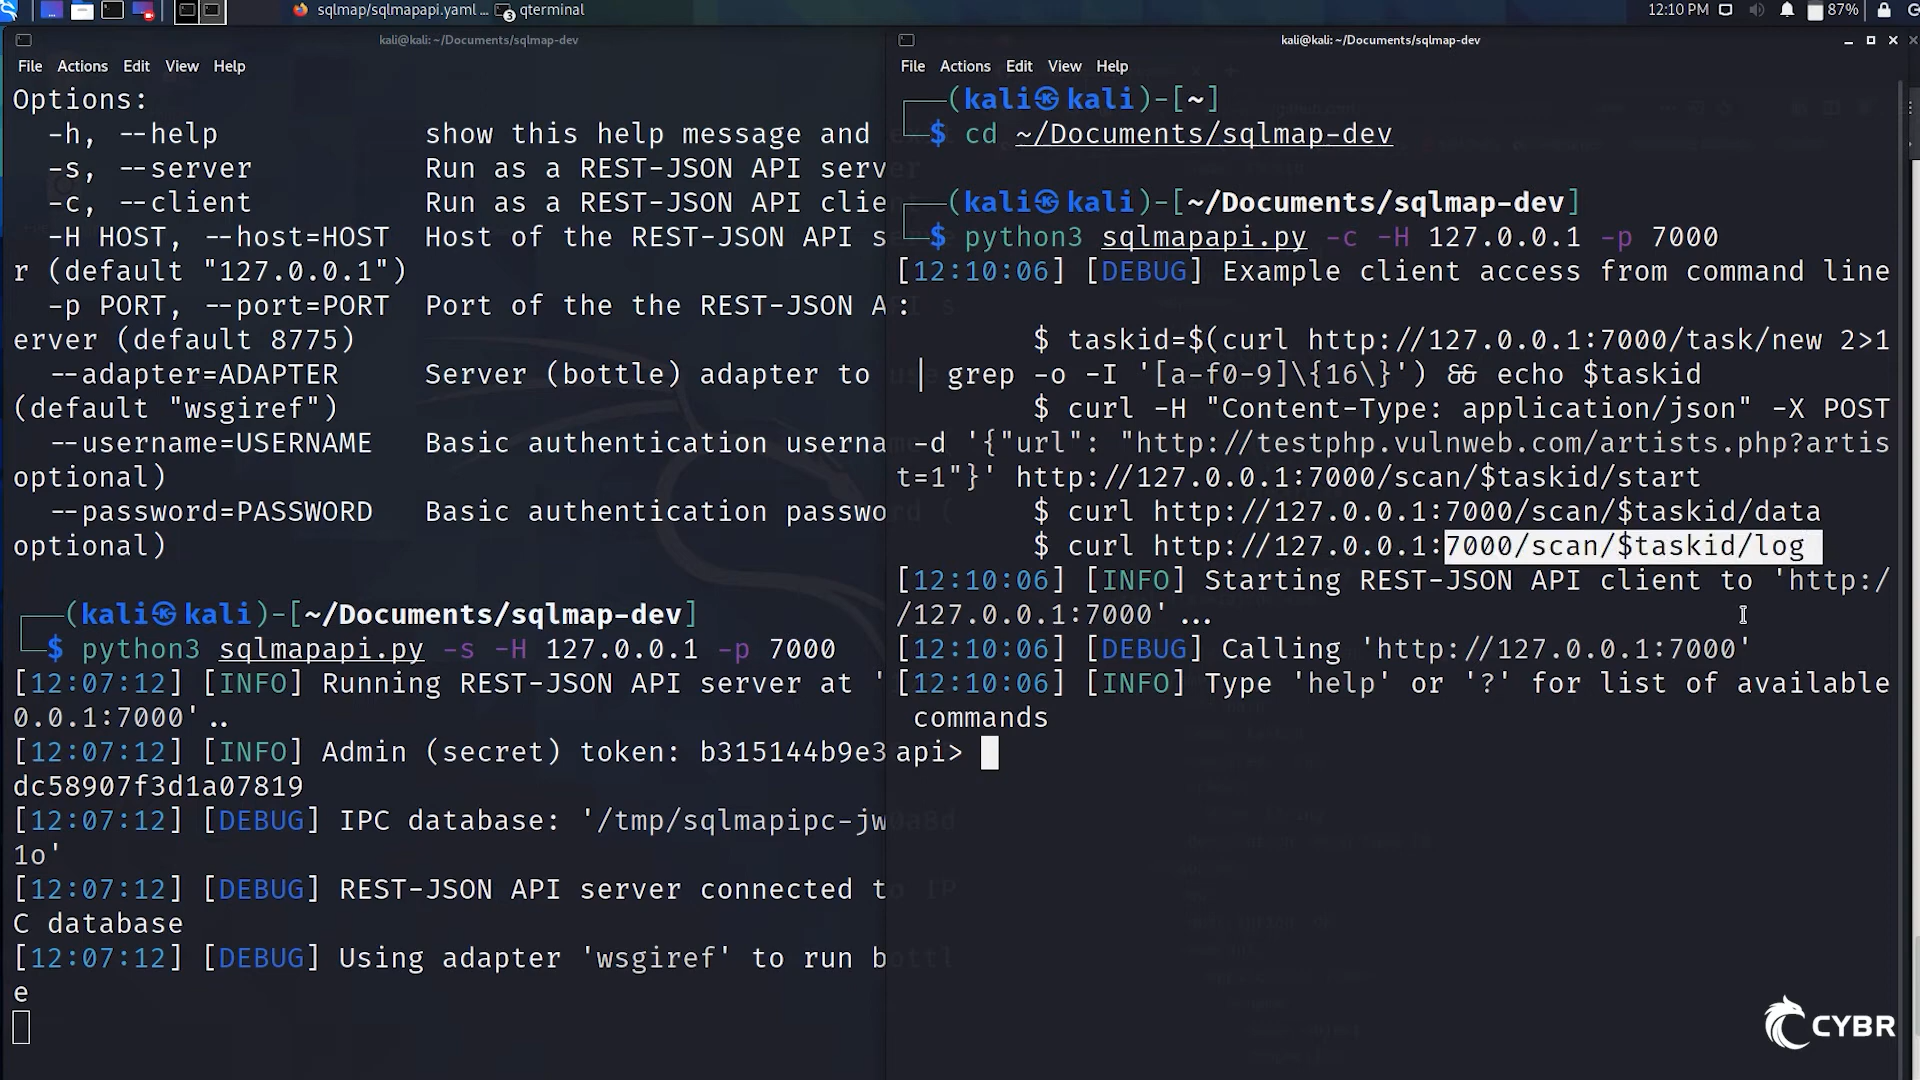 sqlmap/sqlmapapi.yaml ...
qterminal
12:10 PM
87%
kali@kali: ~/Documents/sqlmap-dev
File Actions Edit View Help
Options:
-h, --help show this help message and
-s, --server Run as a REST-JSON API server
-c, --client Run as a REST-JSON API clie
-H HOST, --host=HOST Host of the REST-JSON API s
r (default "127.0.0.1")
-p PORT, --port=PORT Port of the the REST-JSON A
erver (default 8775)
--adapter=ADAPTER Server (bottle) adapter to
(default "wsgiref")
--username=USERNAME Basic authentication userna
optional)
--password=PASSWORD Basic authentication passwo
optional)
(kali㉿kali)-[~/Documents/sqlmap-dev]
$ python3 sqlmapapi.py -s -H 127.0.0.1 -p 7000
[12:07:12] [INFO] Running REST-JSON API server at '
0.0.1:7000'..
[12:07:12] [INFO] Admin (secret) token: b315144b9e3
dc58907f3d1a07819
[12:07:12] [DEBUG] IPC database: '/tmp/sqlmapipc-jw0a8d
1o'
[12:07:12] [DEBUG] REST-JSON API server connected to IP
C database
[12:07:12] [DEBUG] Using adapter 'wsgiref' to run bottl
e
kali@kali: ~/Documents/sqlmap-dev
File Actions Edit View Help
(kali㉿kali)-[~]
$ cd ~/Documents/sqlmap-dev
(kali㉿kali)-[~/Documents/sqlmap-dev]
$ python3 sqlmapapi.py -c -H 127.0.0.1 -p 7000
[12:10:06] [DEBUG] Example client access from command line
:
$ taskid=$(curl http://127.0.0.1:7000/task/new 2>1
| grep -o -I '[a-f0-9]\{16\}') && echo $taskid
$ curl -H "Content-Type: application/json" -X POST
-d '{"url": "http://testphp.vulnweb.com/artists.php?artis
t=1"}' http://127.0.0.1:7000/scan/$taskid/start
$ curl http://127.0.0.1:7000/scan/$taskid/data
$ curl http://127.0.0.1:7000/scan/$taskid/log
[12:10:06] [INFO] Starting REST-JSON API client to 'http:/
/127.0.0.1:7000'...
[12:10:06] [DEBUG] Calling 'http://127.0.0.1:7000'
[12:10:06] [INFO] Type 'help' or '?' for list of available
commands
api>
CYBR